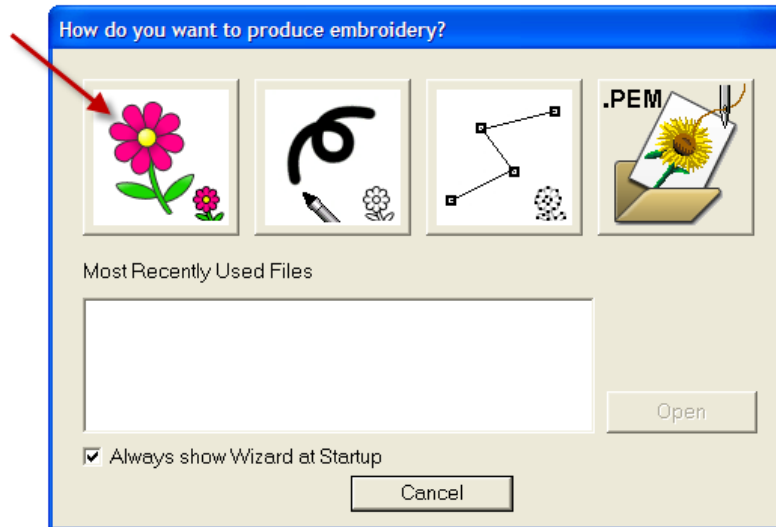 How do you want to produce embroidery?
.PEM
Most Recently Used Files
Open
Always show Wizard at Startup
Cancel